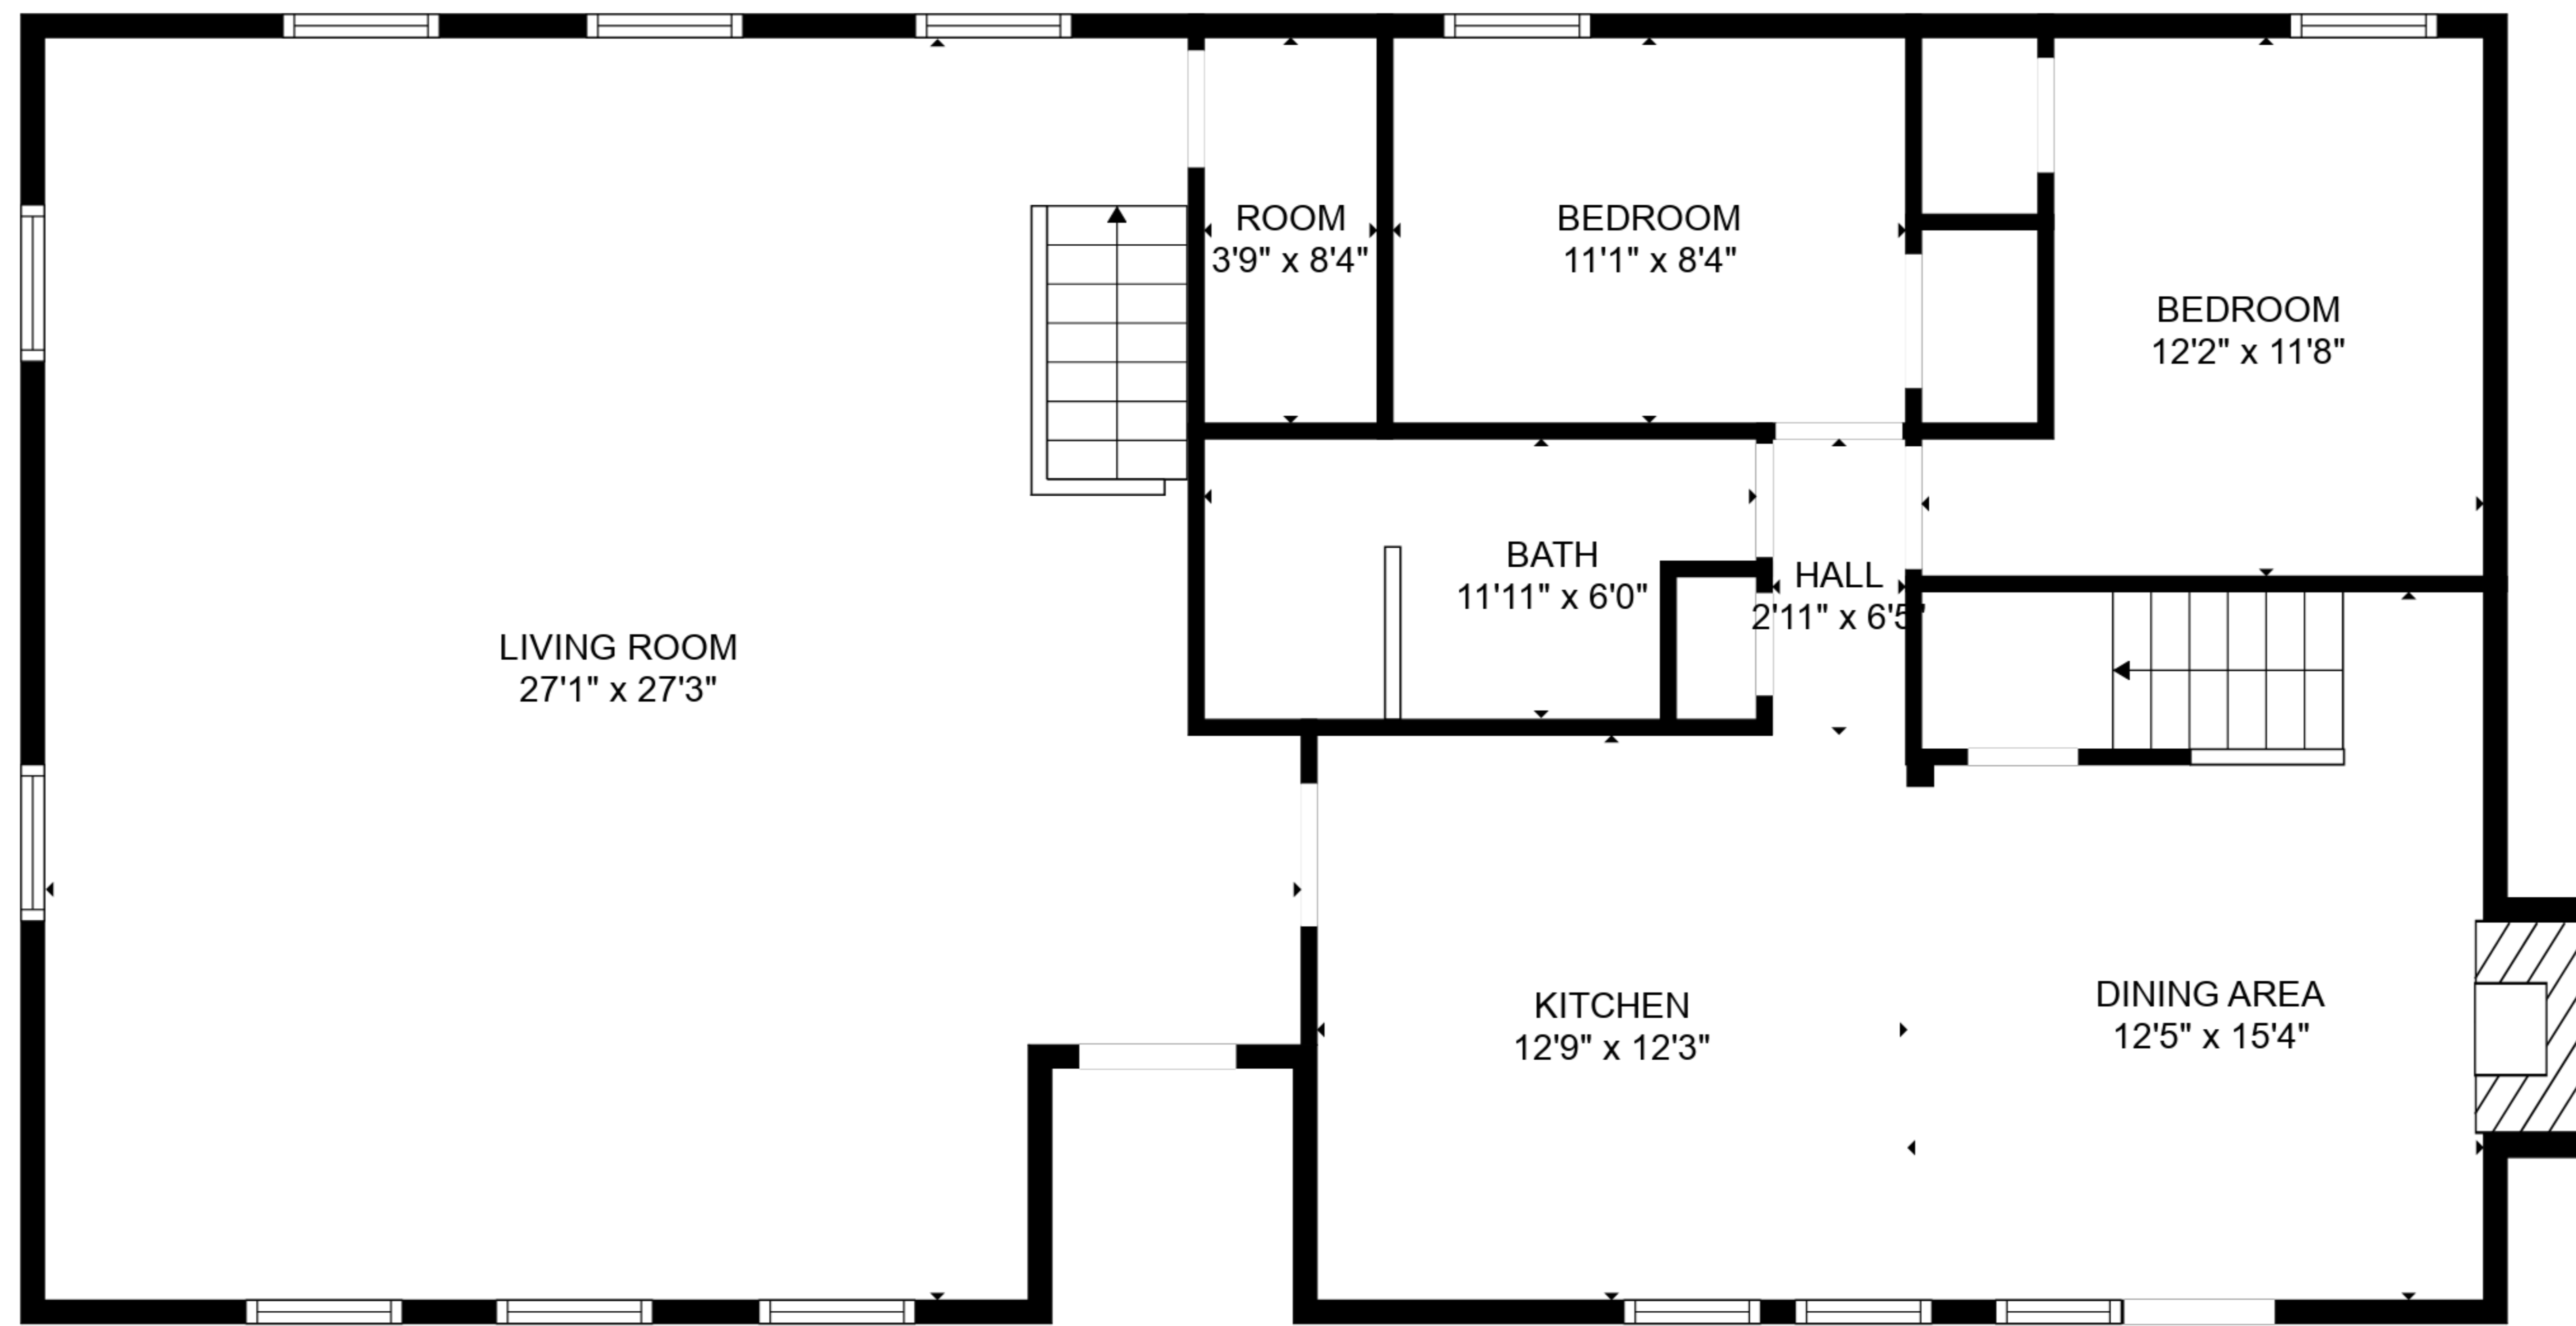 ROOM
3'9" x 8'4"
BEDROOM
11'1" x 8'4"
BEDROOM
12'2" x 11'8"
BATH
11'11" x 6'0"
HALL
2'11" x 6'5"
LIVING ROOM
27'1" x 27'3"
KITCHEN
12'9" x 12'3"
DINING AREA
12'5" x 15'4"